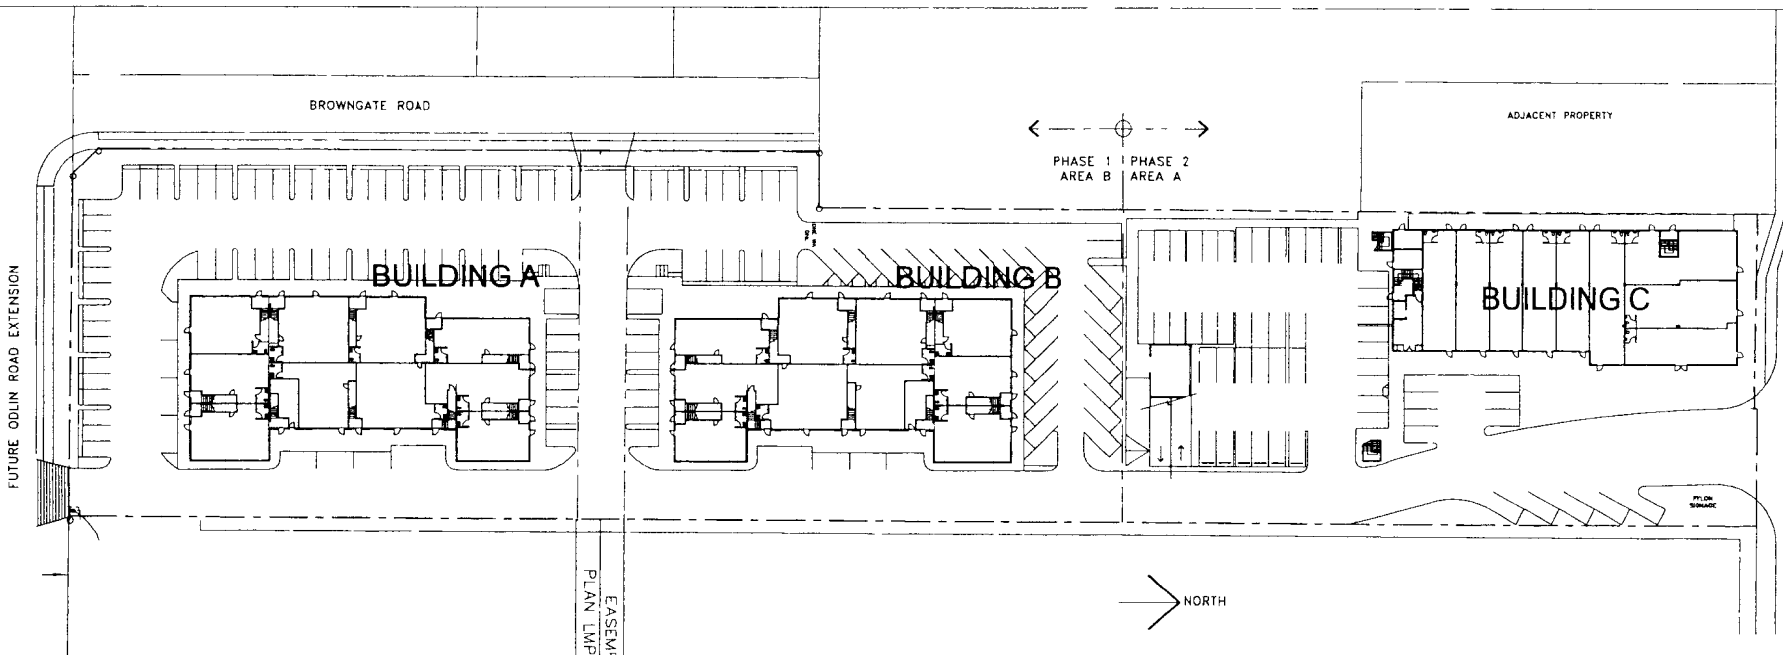 BROWNGATE ROAD
ADJACENT PROPERTY
PHASE 1 PHASE 2
AREA B AREA A
FUTURE ODLIN ROAD EXTENSION
BUILDING A
BUILDING B
BUILDING C
PYLON
SIGNAGE
EASEM
PLAN LMP
NORTH